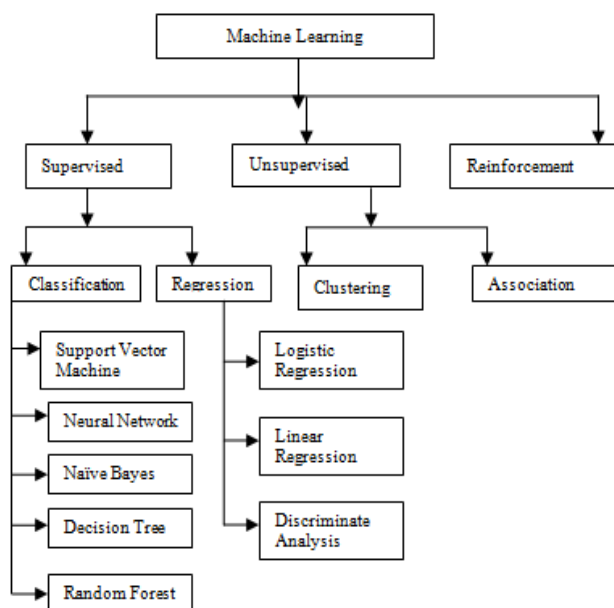 Machine Learning
Supervised
Unsupervised
Reinforcement
Classification
Regression
Clustering
Association
Support Vector
Machine
Neural Network
Naïve Bayes
Decision Tree
Random Forest
Logistic
Regression
Linear
Regression
Discriminate
Analysis